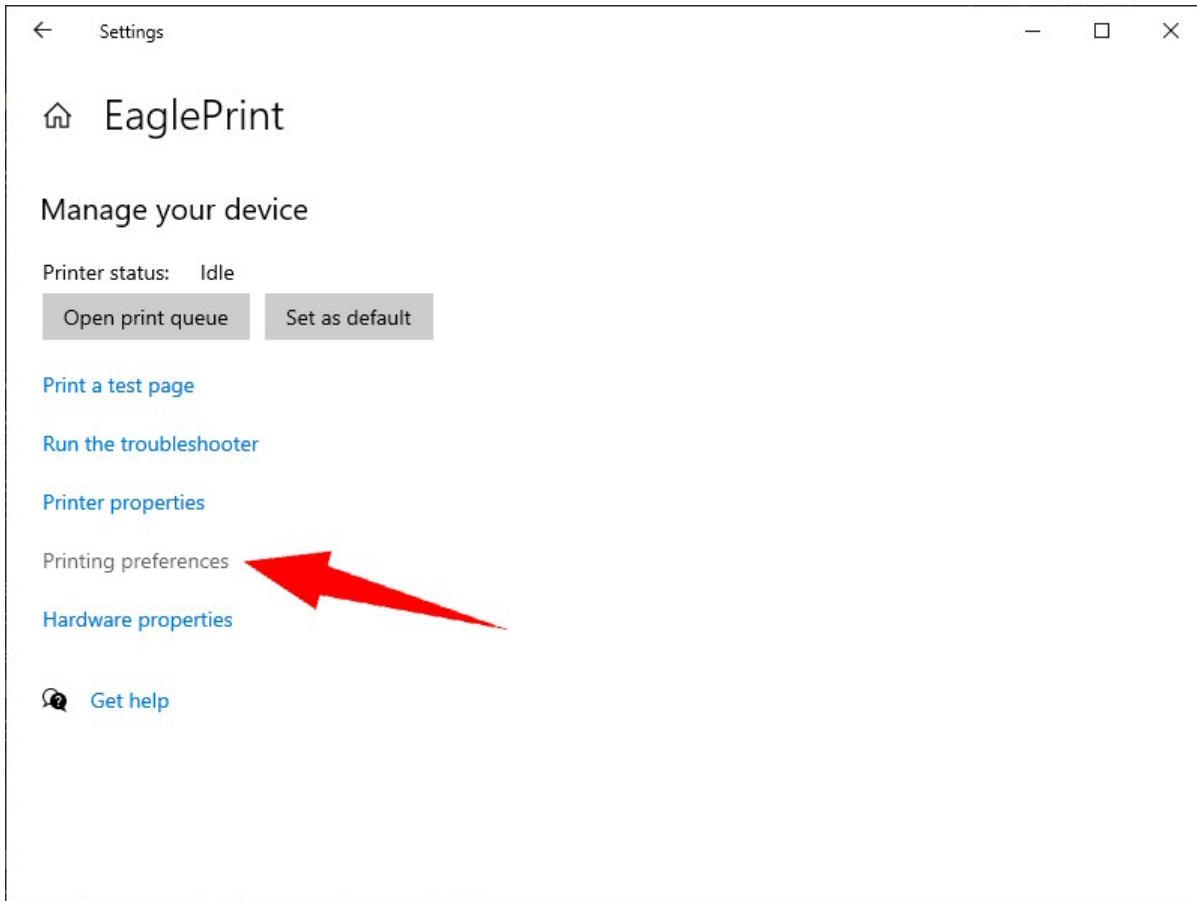 Settings
EaglePrint
Manage your device
Printer status: Idle
Open print queue Set as default
Print a test page
Run the troubleshooter
Printer properties
Printing preferences
Hardware properties
Get help